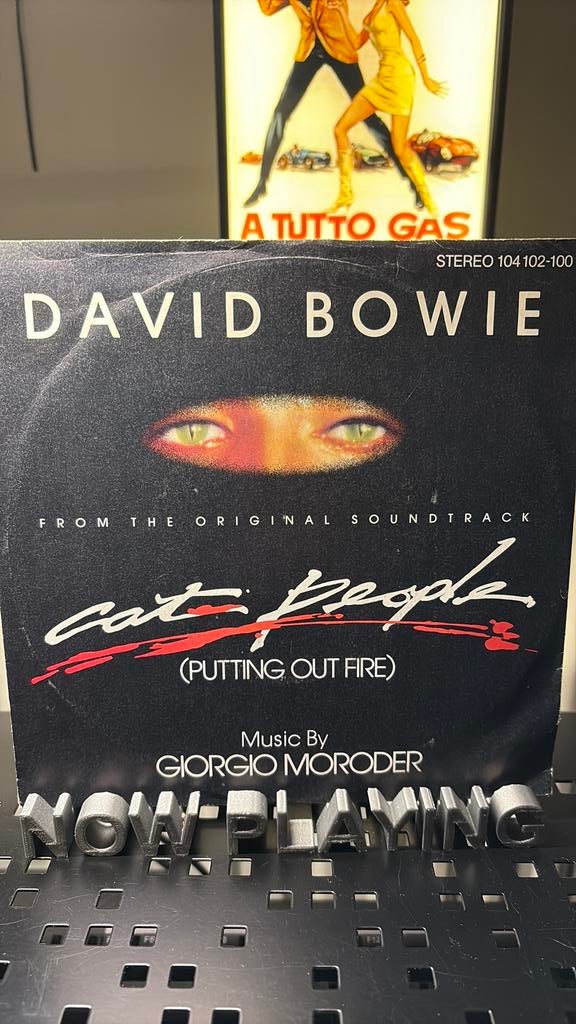 A TUTTO GAS
STEREO 104 102-100
DAVID BOWIE
FROM THE ORIGINAL SOUNDTRACK
cat people
(PUTTING OUT FIRE)
Music By
GIORGIO MORODER
NOW PLAYING